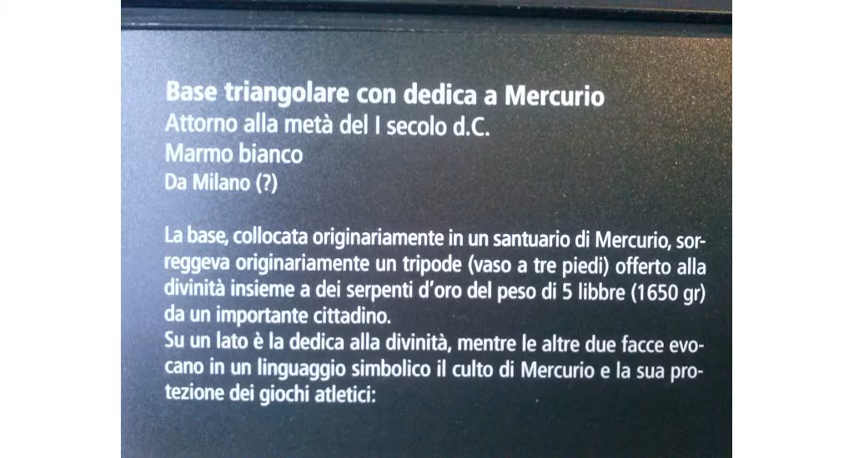 Base triangolare con dedica a Mercurio
Attorno alla metà del I secolo d.C.
Marmo bianco
Da Milano (?)
La base, collocata originariamente in un santuario di Mercurio, sor-
reggeva originariamente un tripode (vaso a tre piedi) offerto alla
divinità insieme a dei serpenti d'oro del peso di 5 libbre (1650 gr)
da un importante cittadino.
Su un lato è la dedica alla divinità, mentre le altre due facce evo-
cano in un linguaggio simbolico il culto di Mercurio e la sua pro-
tezione dei giochi atletici: